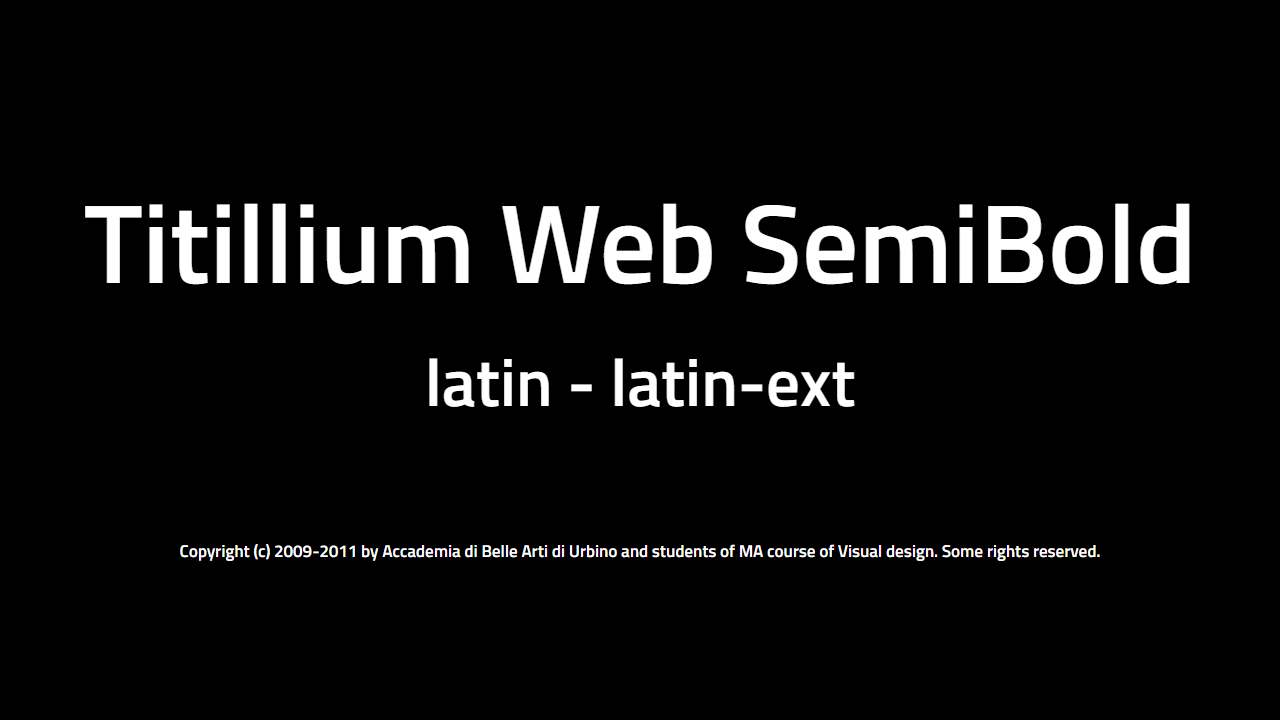 Titillium Web SemiBold
latin - latin-ext
Copyright (c) 2009-2011 by Accademia di Belle Arti di Urbino and students of MA course of Visual design. Some rights reserved.